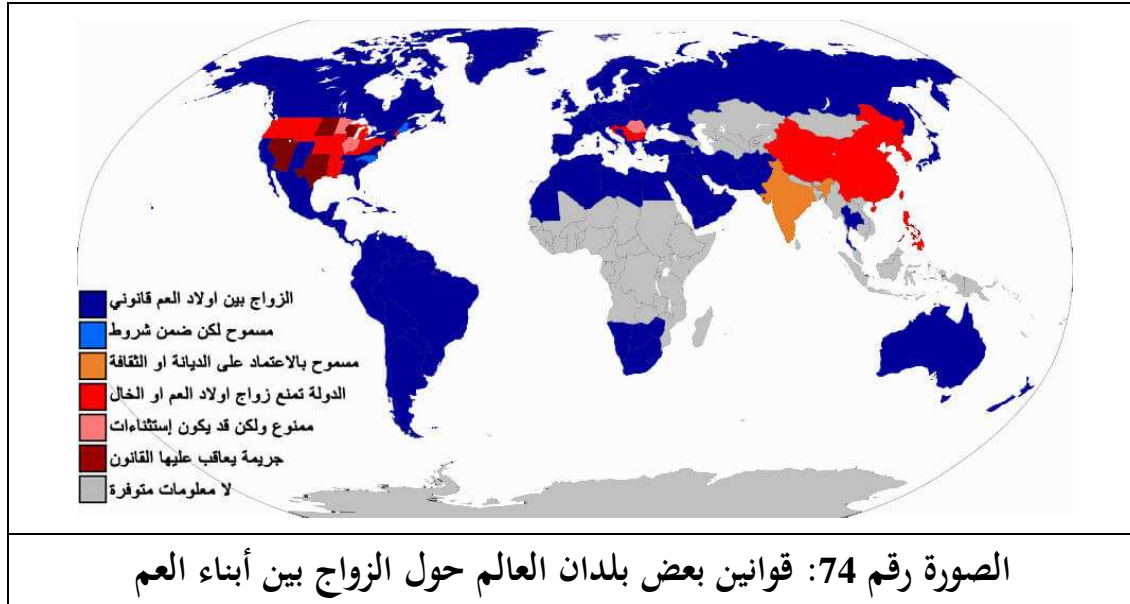 الزواج بين اولاد العم قانوني
مسموح لكن ضمن شروط
مسموح بالاعتماد على الديانة او الثقافة
الدولة تمنع زواج اولاد العم او الخال
ممنوع ولكن قد يكون إستثناءات
جريمة يعاقب عليها القانون
لا معلومات متوفرة
الصورة رقم 74: قوانين بعض بلدان العالم حول الزواج بين أبناء العم